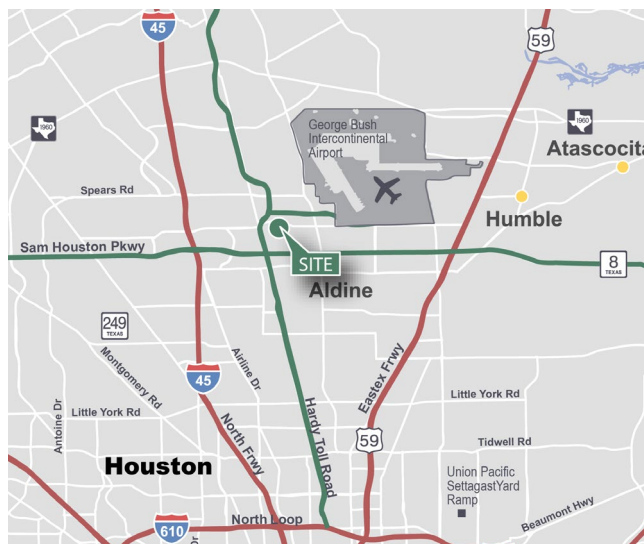 45
59
1960
1960
George Bush
Intercontinental
Airport
Atascocita
Spears Rd
Humble
Sam Houston Pkwy
SITE
8
TEXAS
Aldine
249
TEXAS
Montgomery Rd
Airline Dr
45
Eastex Frwy
Little York Rd
Antoine Dr
Little York Rd
Hardy Toll Road
North Frwy
59
Tidwell Rd
Houston
Union Pacific
SettagastYard
Ramp
Beaumont Hwy
North Loop
610
Dr